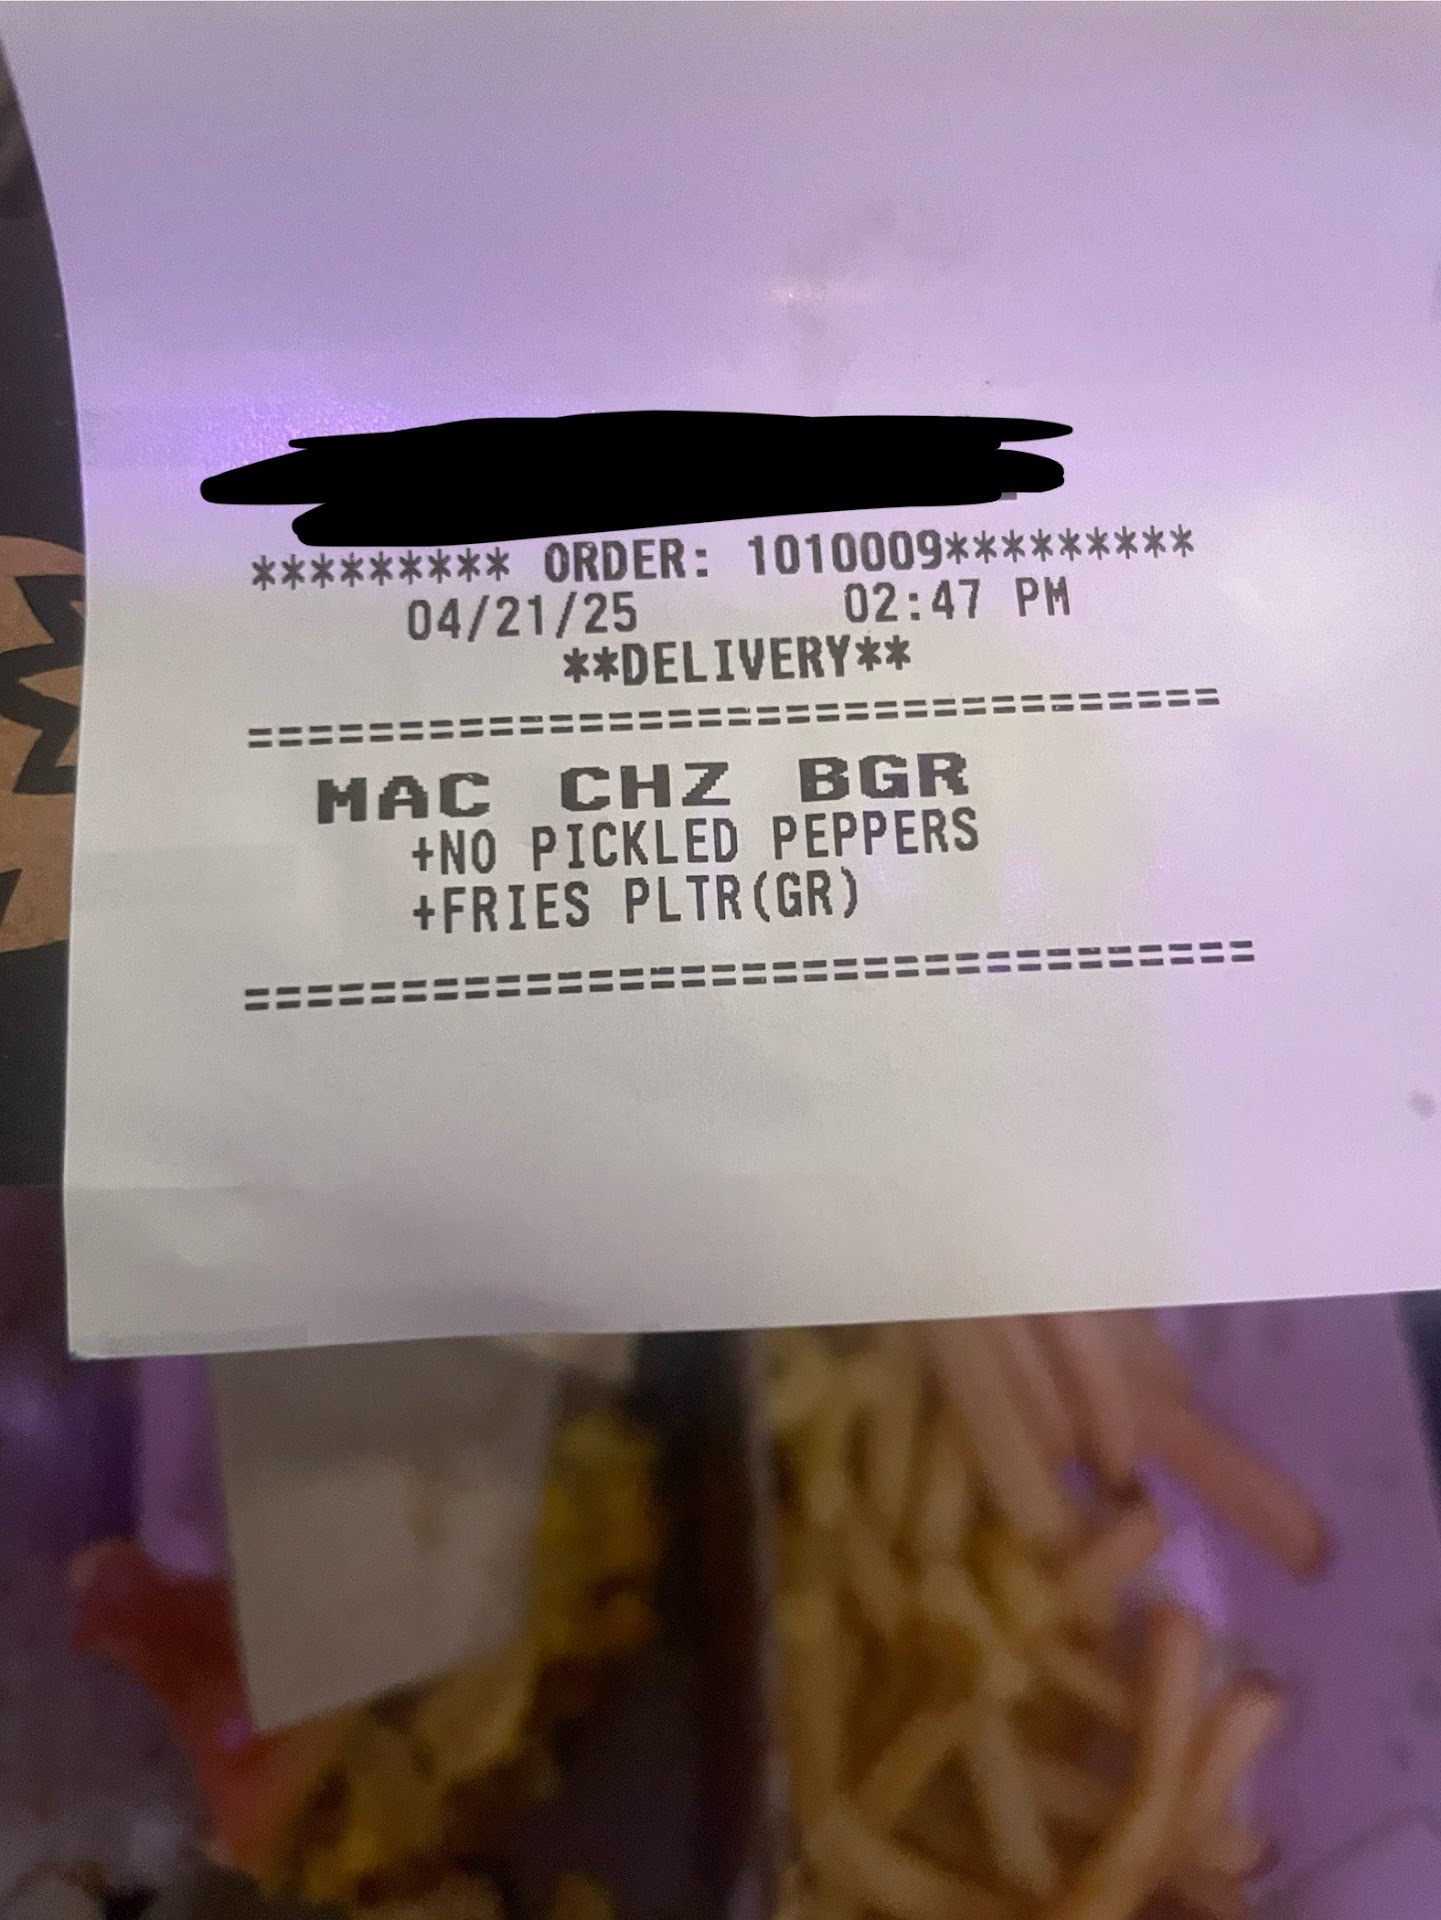 ********* ORDER: 1010009*********
04/21/25 02:47 PM
**DELIVERY**
=================================
MAC CHZ BGR
+NO PICKLED PEPPERS
+FRIES PLTR(GR)
=================================